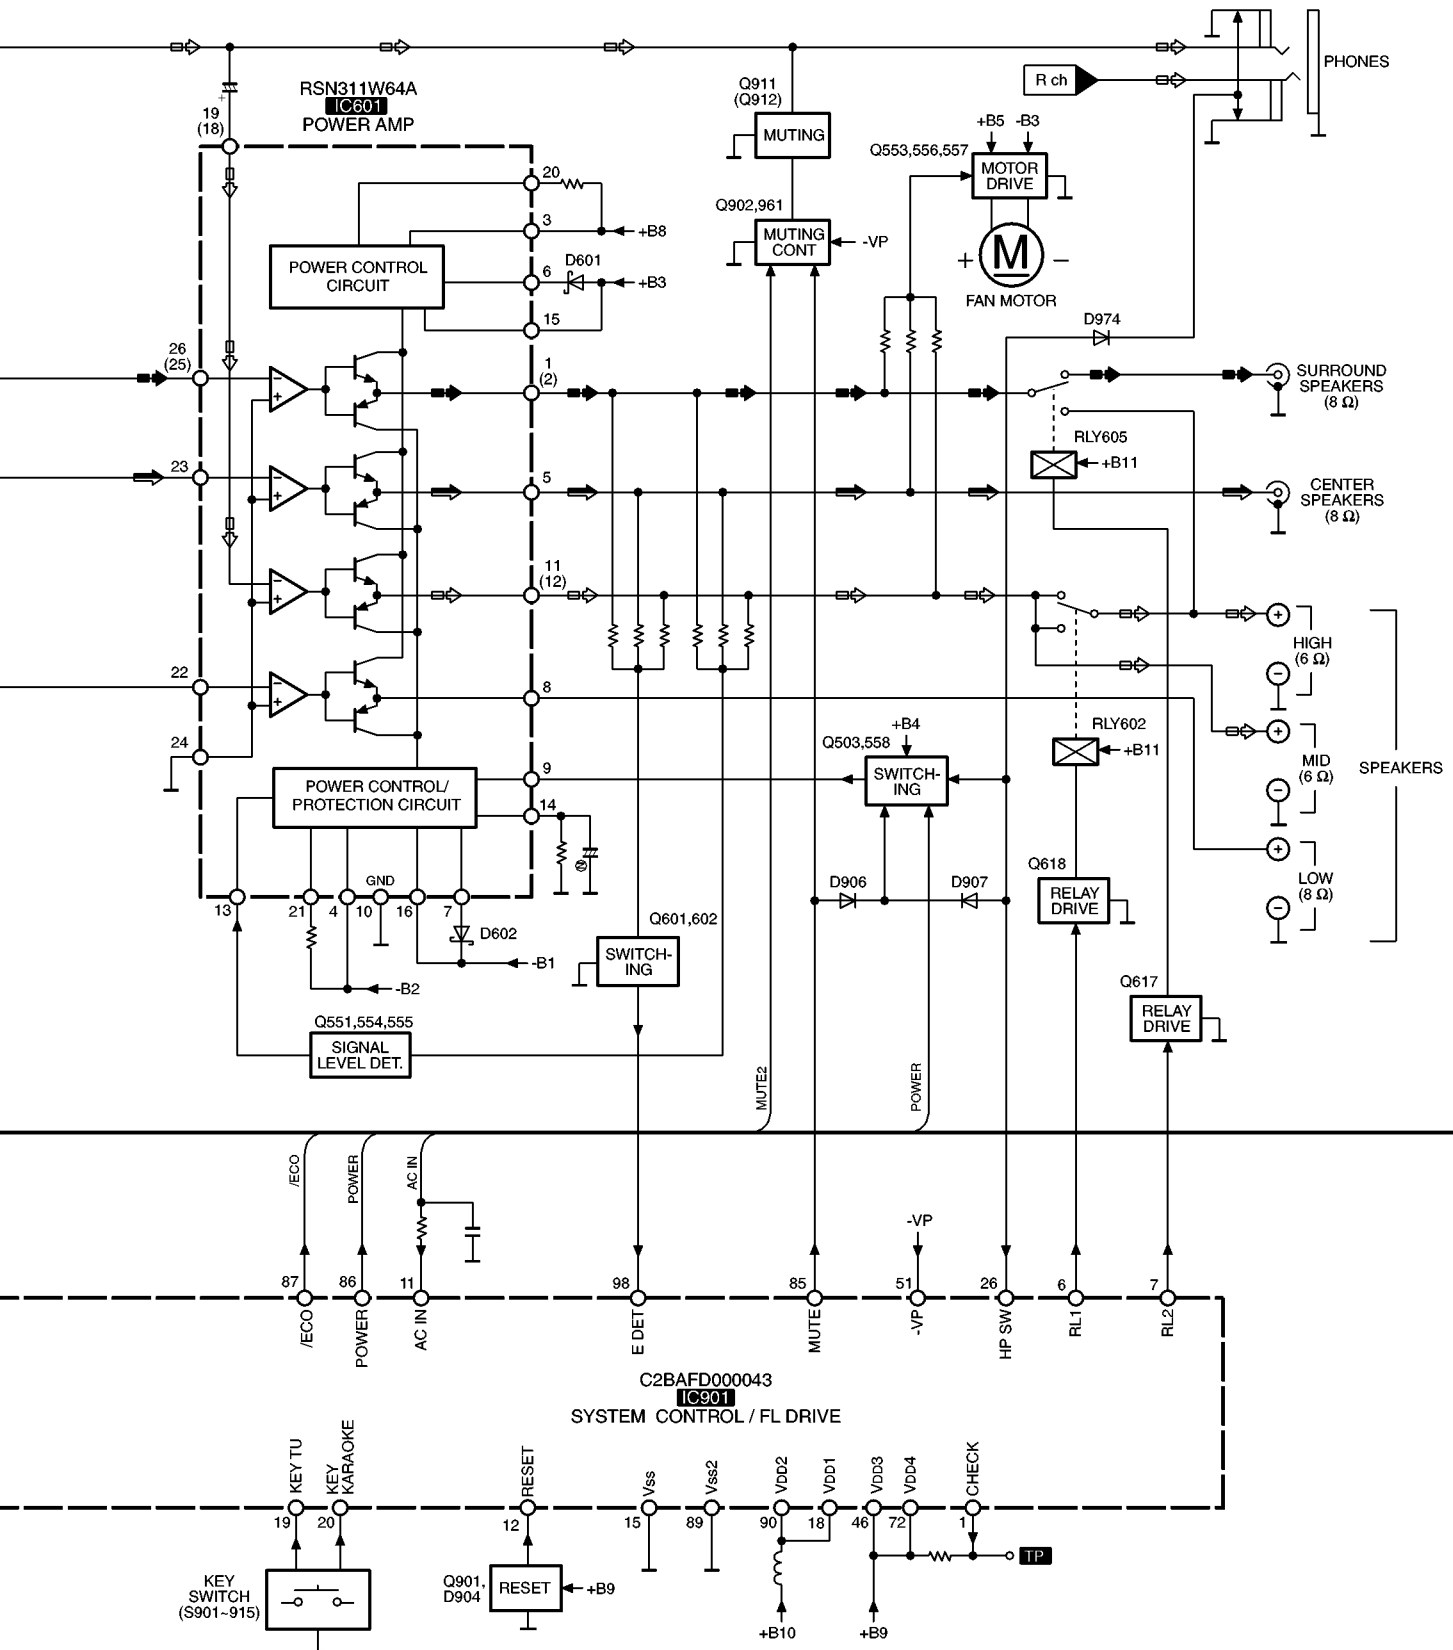 PHONES
R ch
RSN311W64A
IC601
POWER AMP
19
(18)
Q911
(Q912)
MUTING
+B5 -B3
Q553,556,557
MOTOR
DRIVE
20
3
+B8
Q902,961
MUTING
CONT
-VP
+ M −
FAN MOTOR
POWER CONTROL
CIRCUIT
6
D601
+B3
15
D974
26
(25)
1
(2)
SURROUND
SPEAKERS
(8 Ω)
RLY605
+B11
23
5
CENTER
SPEAKERS
(8 Ω)
11
(12)
HIGH
(6 Ω)
22
8
24
RLY602
+B11
MID
(6 Ω)
SPEAKERS
+B4
Q503,558
SWITCH-
ING
POWER CONTROL/
PROTECTION CIRCUIT
9
14
N
LOW
(8 Ω)
Q618
RELAY
DRIVE
D906
D907
GND
13
21
4
10
16
7
D602
-B1
-B2
Q601,602
SWITCH-
ING
Q617
RELAY
DRIVE
Q551,554,555
SIGNAL
LEVEL DET.
MUTE2
POWER
/ECO
POWER
AC IN
-VP
87
86
11
98
85
51
26
6
7
/ECO
POWER
AC IN
E DET
MUTE
-VP
HP SW
RL1
RL2
C2BAFD000043
IC901
SYSTEM CONTROL / FL DRIVE
KEY TU
KEY
KARAOKE
RESET
Vss
Vss2
VDD2
VDD1
VDD3
VDD4
CHECK
19
20
12
15
89
90
18
46
72
1
TP
KEY
SWITCH
(S901~915)
Q901,
D904
RESET
+B9
+B10
+B9